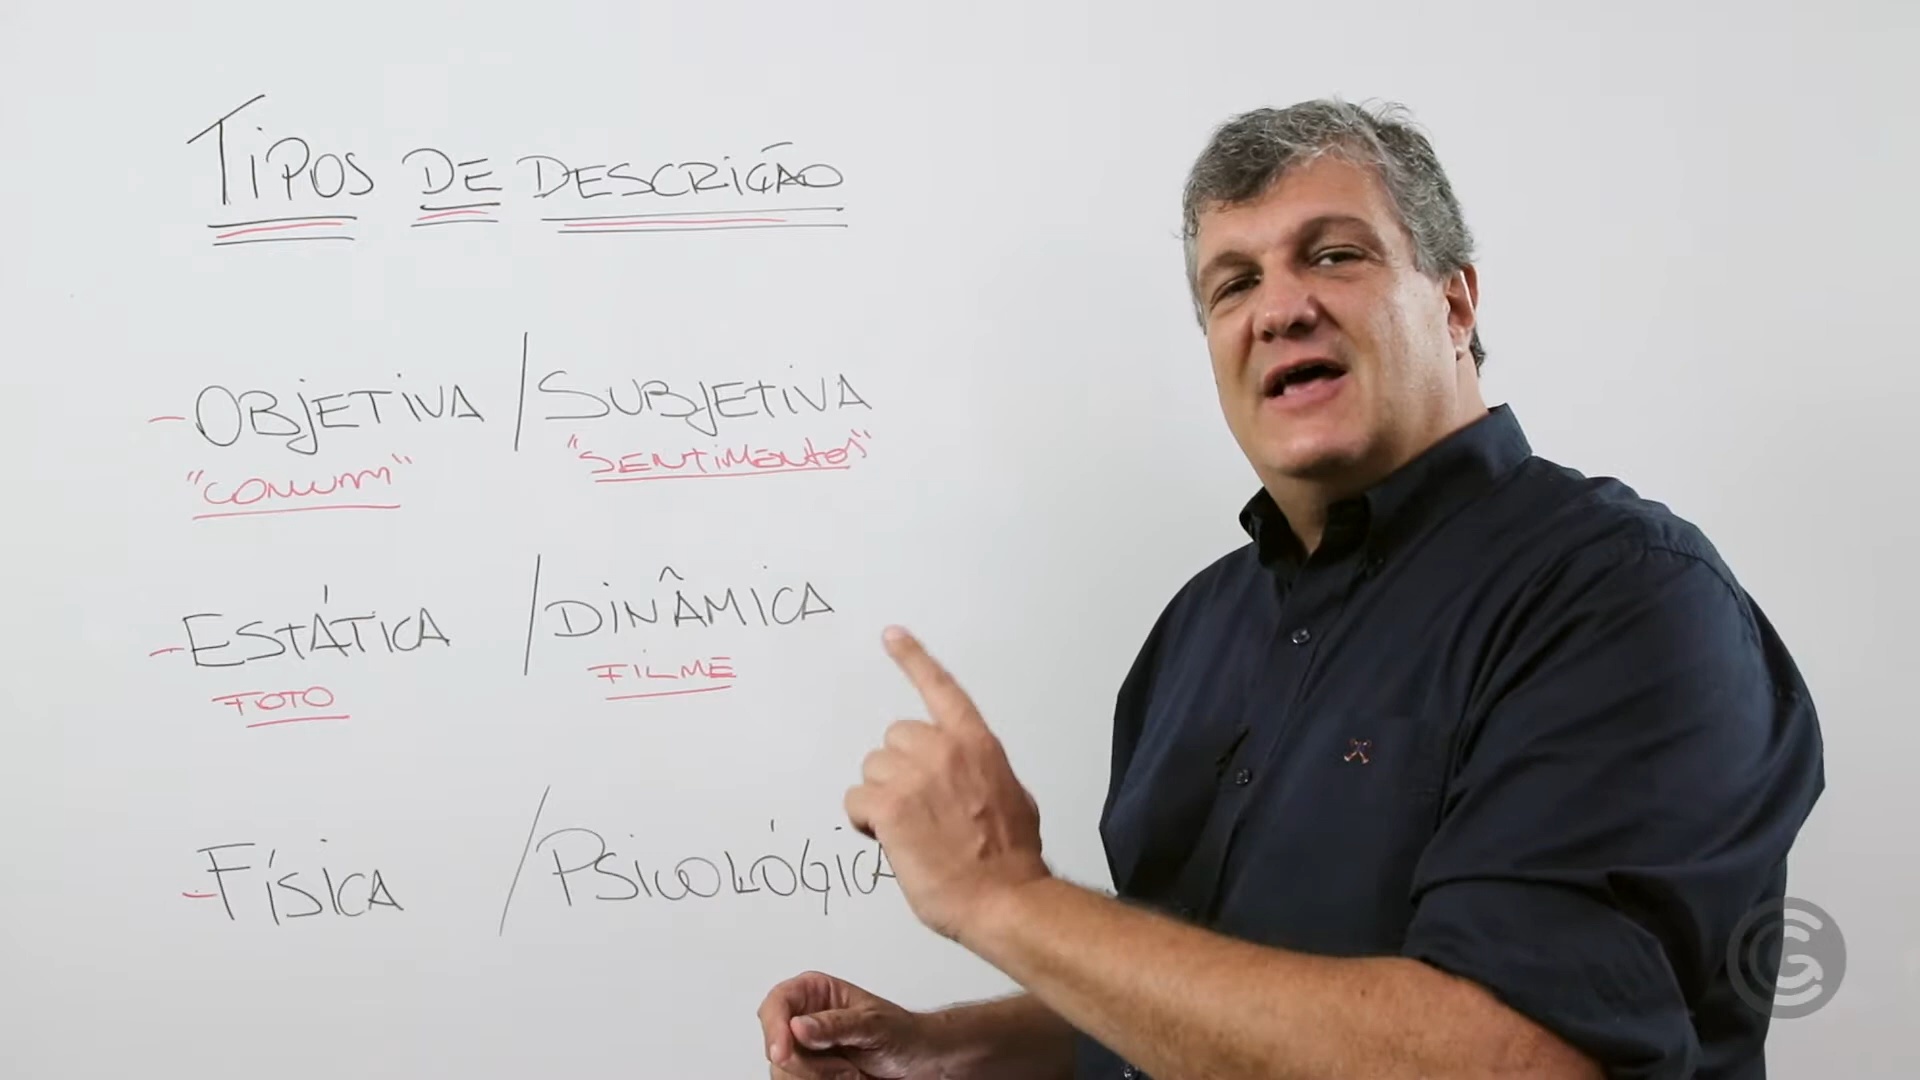 TIPOS DE DESCRIÇÃO
- OBJETIVA / SUBJETIVA
"COMUM" "SENTIMENTOS"
- ESTÁTICA / DINÂMICA
FOTO FILME
- FÍSICA / PSICOLÓGICA